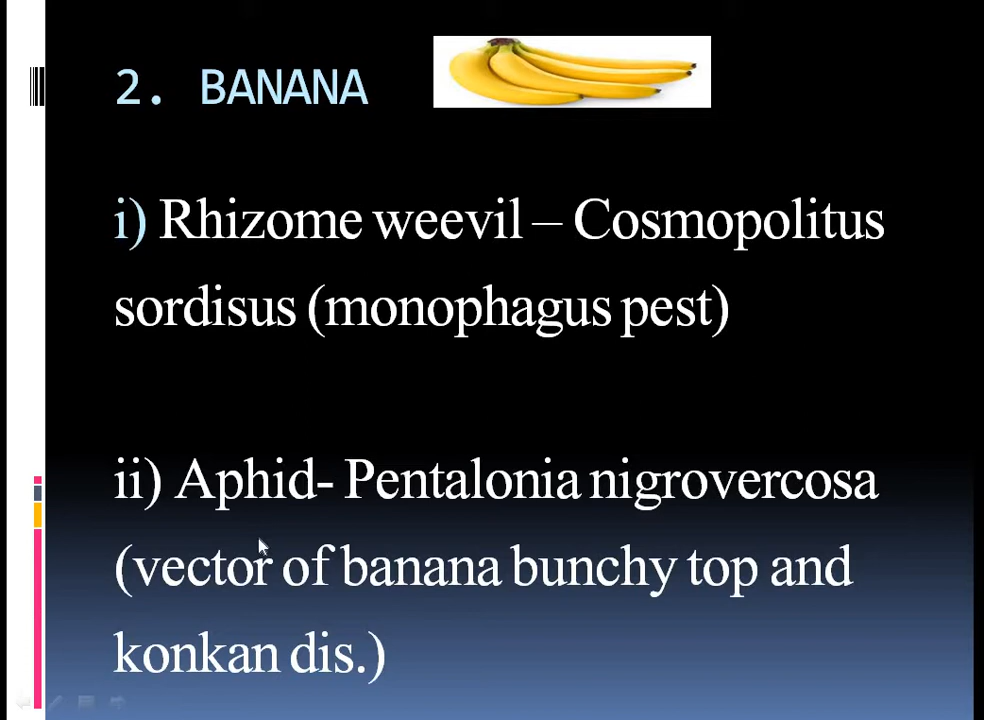 2. BANANA
i) Rhizome weevil – Cosmopolitus
sordisus (monophagus pest)
ii) Aphid- Pentalonia nigrovercosa
(vector of banana bunchy top and
konkan dis.)